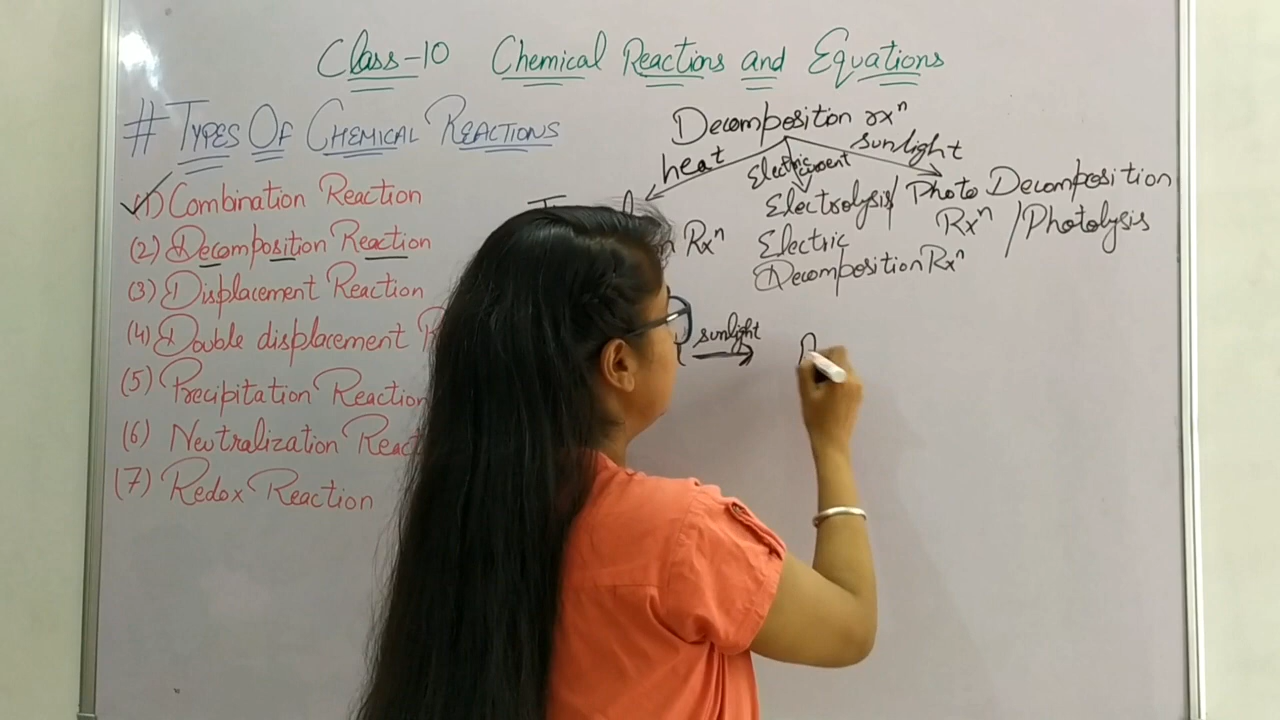 Class-10 Chemical Reactions and Equations
# TYPES OF CHEMICAL REACTIONS
(1) Combination Reaction
(2) Decomposition Reaction
(3) Displacement Reaction
(4) Double displacement
(5) Precipitation Reaction
(6) Neutralization React
(7) Redox Reaction
Decomposition rxⁿ
heat
Electric current
sunlight
Rxⁿ
Electrolysis/
Electric
Decomposition Rxⁿ
Photo Decomposition
Rxⁿ / Photolysis
sunlight